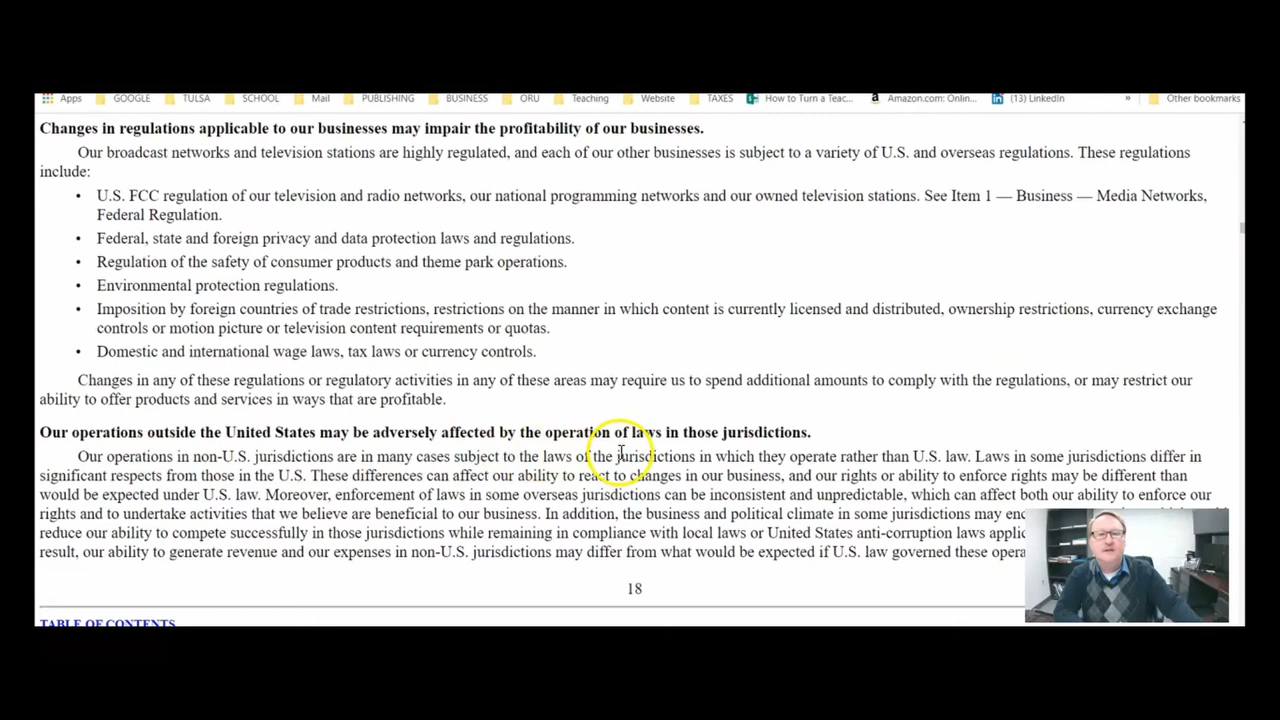 Apps GOOGLE TULSA SCHOOL Mail PUBLISHING BUSINESS ORU Teaching Website TAXES How to Turn a Teac... Amazon.com: Onlin... (13) LinkedIn » Other bookmarks
Changes in regulations applicable to our businesses may impair the profitability of our businesses.
Our broadcast networks and television stations are highly regulated, and each of our other businesses is subject to a variety of U.S. and overseas regulations. These regulations
include:
• U.S. FCC regulation of our television and radio networks, our national programming networks and our owned television stations. See Item 1 — Business — Media Networks,
Federal Regulation.
• Federal, state and foreign privacy and data protection laws and regulations.
• Regulation of the safety of consumer products and theme park operations.
• Environmental protection regulations.
• Imposition by foreign countries of trade restrictions, restrictions on the manner in which content is currently licensed and distributed, ownership restrictions, currency exchange
controls or motion picture or television content requirements or quotas.
• Domestic and international wage laws, tax laws or currency controls.
Changes in any of these regulations or regulatory activities in any of these areas may require us to spend additional amounts to comply with the regulations, or may restrict our
ability to offer products and services in ways that are profitable.
Our operations outside the United States may be adversely affected by the operation of laws in those jurisdictions.
Our operations in non-U.S. jurisdictions are in many cases subject to the laws of the jurisdictions in which they operate rather than U.S. law. Laws in some jurisdictions differ in
significant respects from those in the U.S. These differences can affect our ability to react to changes in our business, and our rights or ability to enforce rights may be different than
would be expected under U.S. law. Moreover, enforcement of laws in some overseas jurisdictions can be inconsistent and unpredictable, which can affect both our ability to enforce our
rights and to undertake activities that we believe are beneficial to our business. In addition, the business and political climate in some jurisdictions may
reduce our ability to compete successfully in those jurisdictions while remaining in compliance with local laws or United States anti-corruption laws
result, our ability to generate revenue and our expenses in non-U.S. jurisdictions may differ from what would be expected if U.S. law governed these
18
TABLE OF CONTENTS